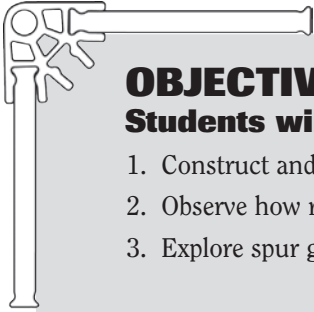 OBJECTIV
Students wi
1. Construct and
2. Observe how r
3. Explore spur g